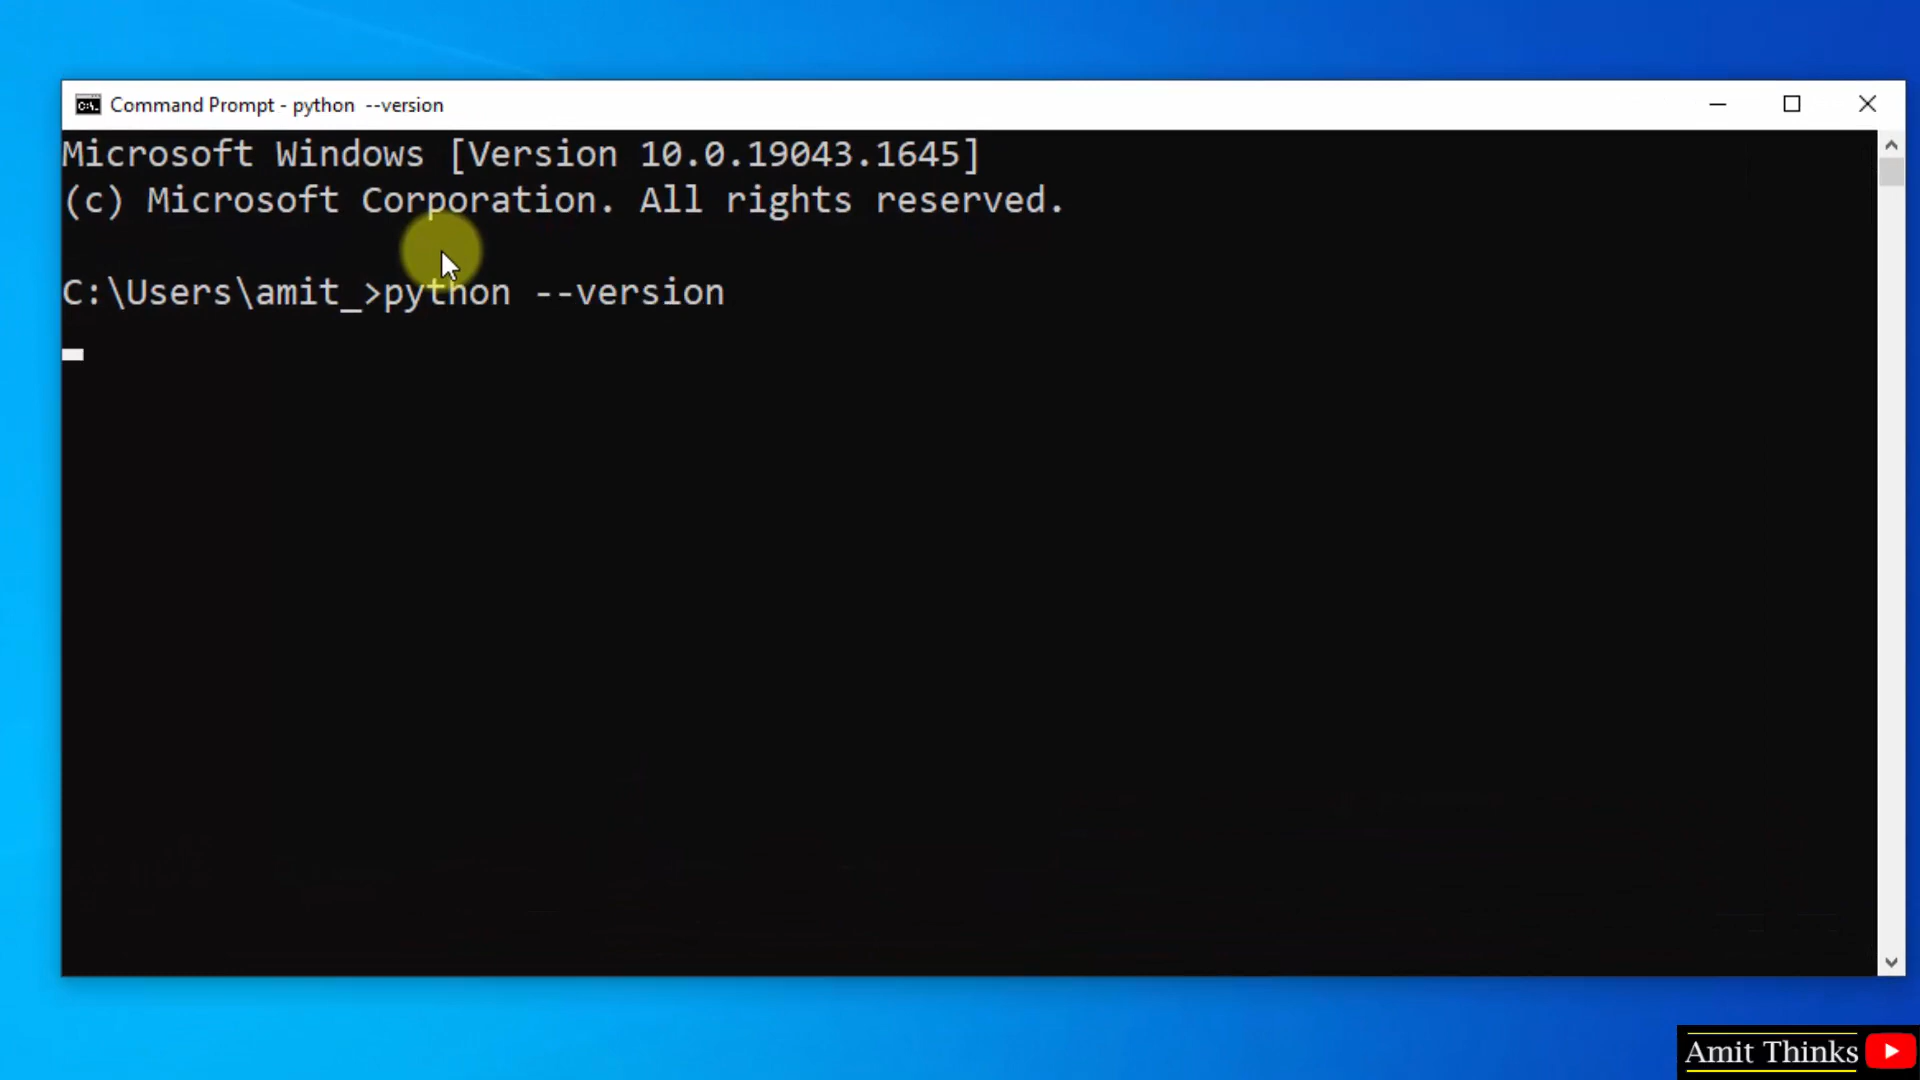 Command Prompt - python  --version
Microsoft Windows [Version 10.0.19043.1645]
(c) Microsoft Corporation. All rights reserved.
C:\Users\amit_>python --version
Amit Thinks